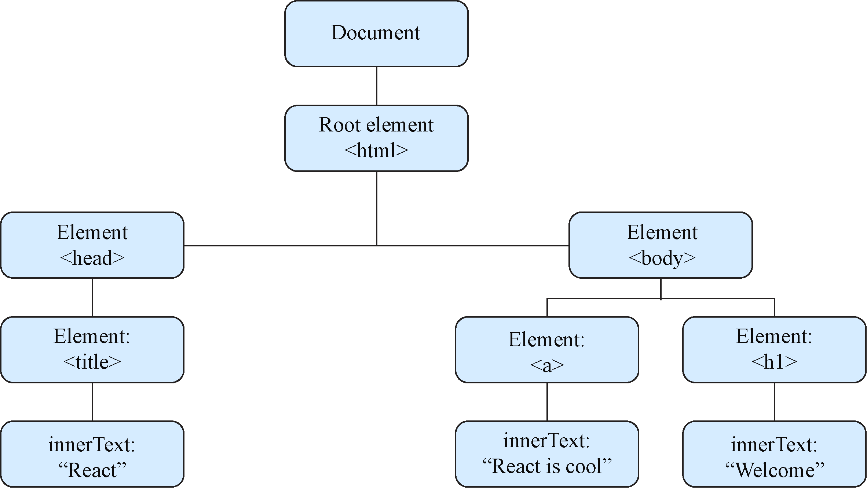 Document
Root element
<html>
Element
<head>
Element
<body>
Element:
<title>
Element:
<a>
Element:
<h1>
innerText:
“React”
innerText:
“React is cool”
innerText:
“Welcome”